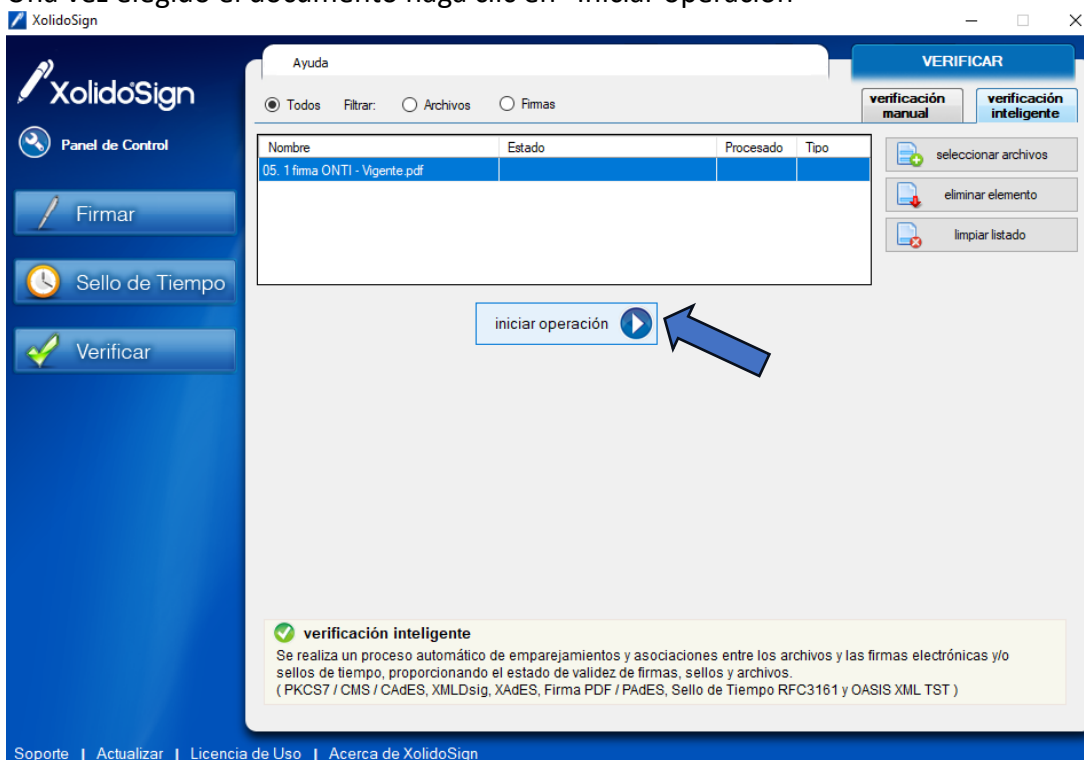 Una vez elegido el documento haga clic en "Iniciar operación"
XolidoSign
XolidoSign
Panel de Control
Firmar
Sello de Tiempo
Verificar
Ayuda
VERIFICAR
Todos Filtrar: Archivos Firmas
verificación manual
verificación inteligente
Nombre Estado Procesado Tipo
05. 1 firma ONTI - Vigente.pdf
seleccionar archivos
eliminar elemento
limpiar listado
iniciar operación
verificación inteligente
Se realiza un proceso automático de emparejamientos y asociaciones entre los archivos y las firmas electrónicas y/o
sellos de tiempo, proporcionando el estado de validez de firmas, sellos y archivos.
( PKCS7 / CMS / CAdES, XMLDsig, XAdES, Firma PDF / PAdES, Sello de Tiempo RFC3161 y OASIS XML TST )
Soporte | Actualizar | Licencia de Uso | Acerca de XolidoSign